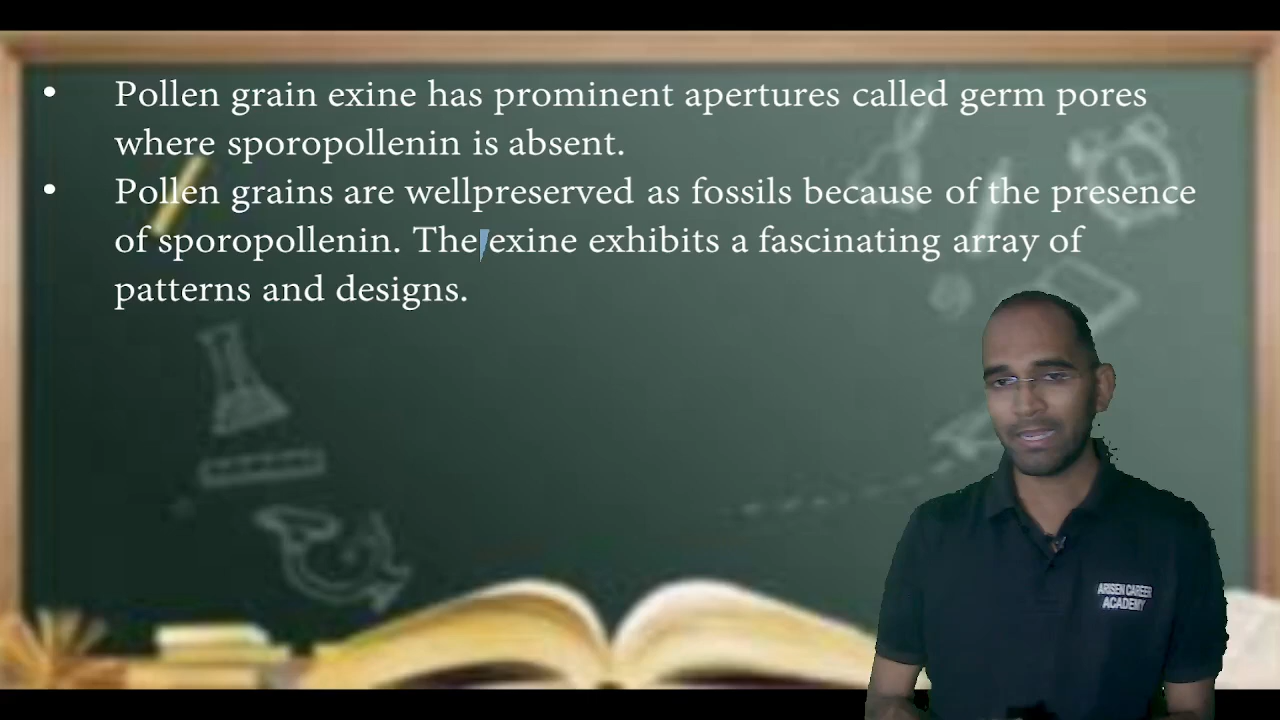 • Pollen grain exine has prominent apertures called germ pores
where sporopollenin is absent.
• Pollen grains are wellpreserved as fossils because of the presence
of sporopollenin. The exine exhibits a fascinating array of
patterns and designs.
ARISEN CAREER
ACADEMY